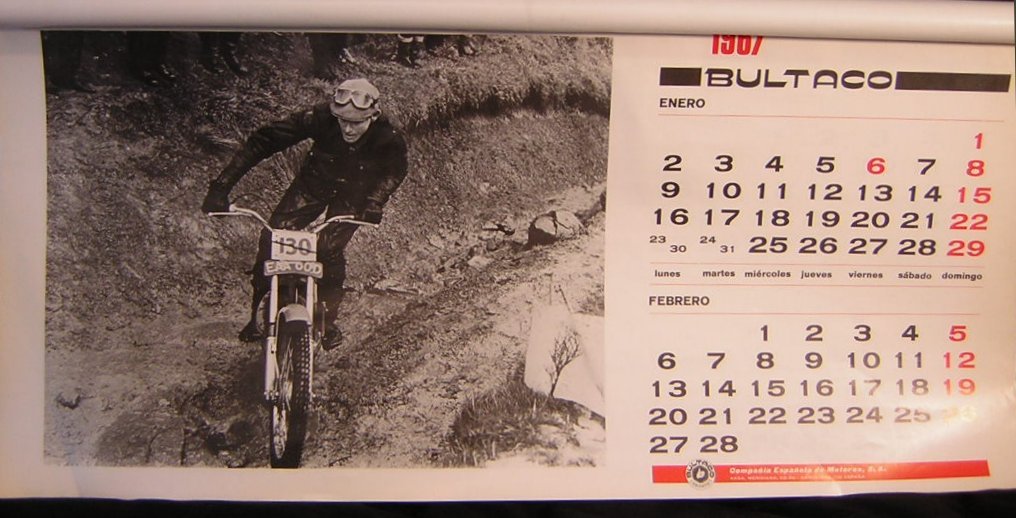 1967
BULTACO
ENERO
1
2 3 4 5 6 7 8
9 10 11 12 13 14 15
16 17 18 19 20 21 22
23 30 24 31 25 26 27 28 29
lunes martes miércoles jueves viernes sábado domingo
FEBRERO
1 2 3 4 5
6 7 8 9 10 11 12
13 14 15 16 17 18 19
20 21 22 23 24 25 26
27 28
BULTACO
Compañía Española de Motores, S. A.
130